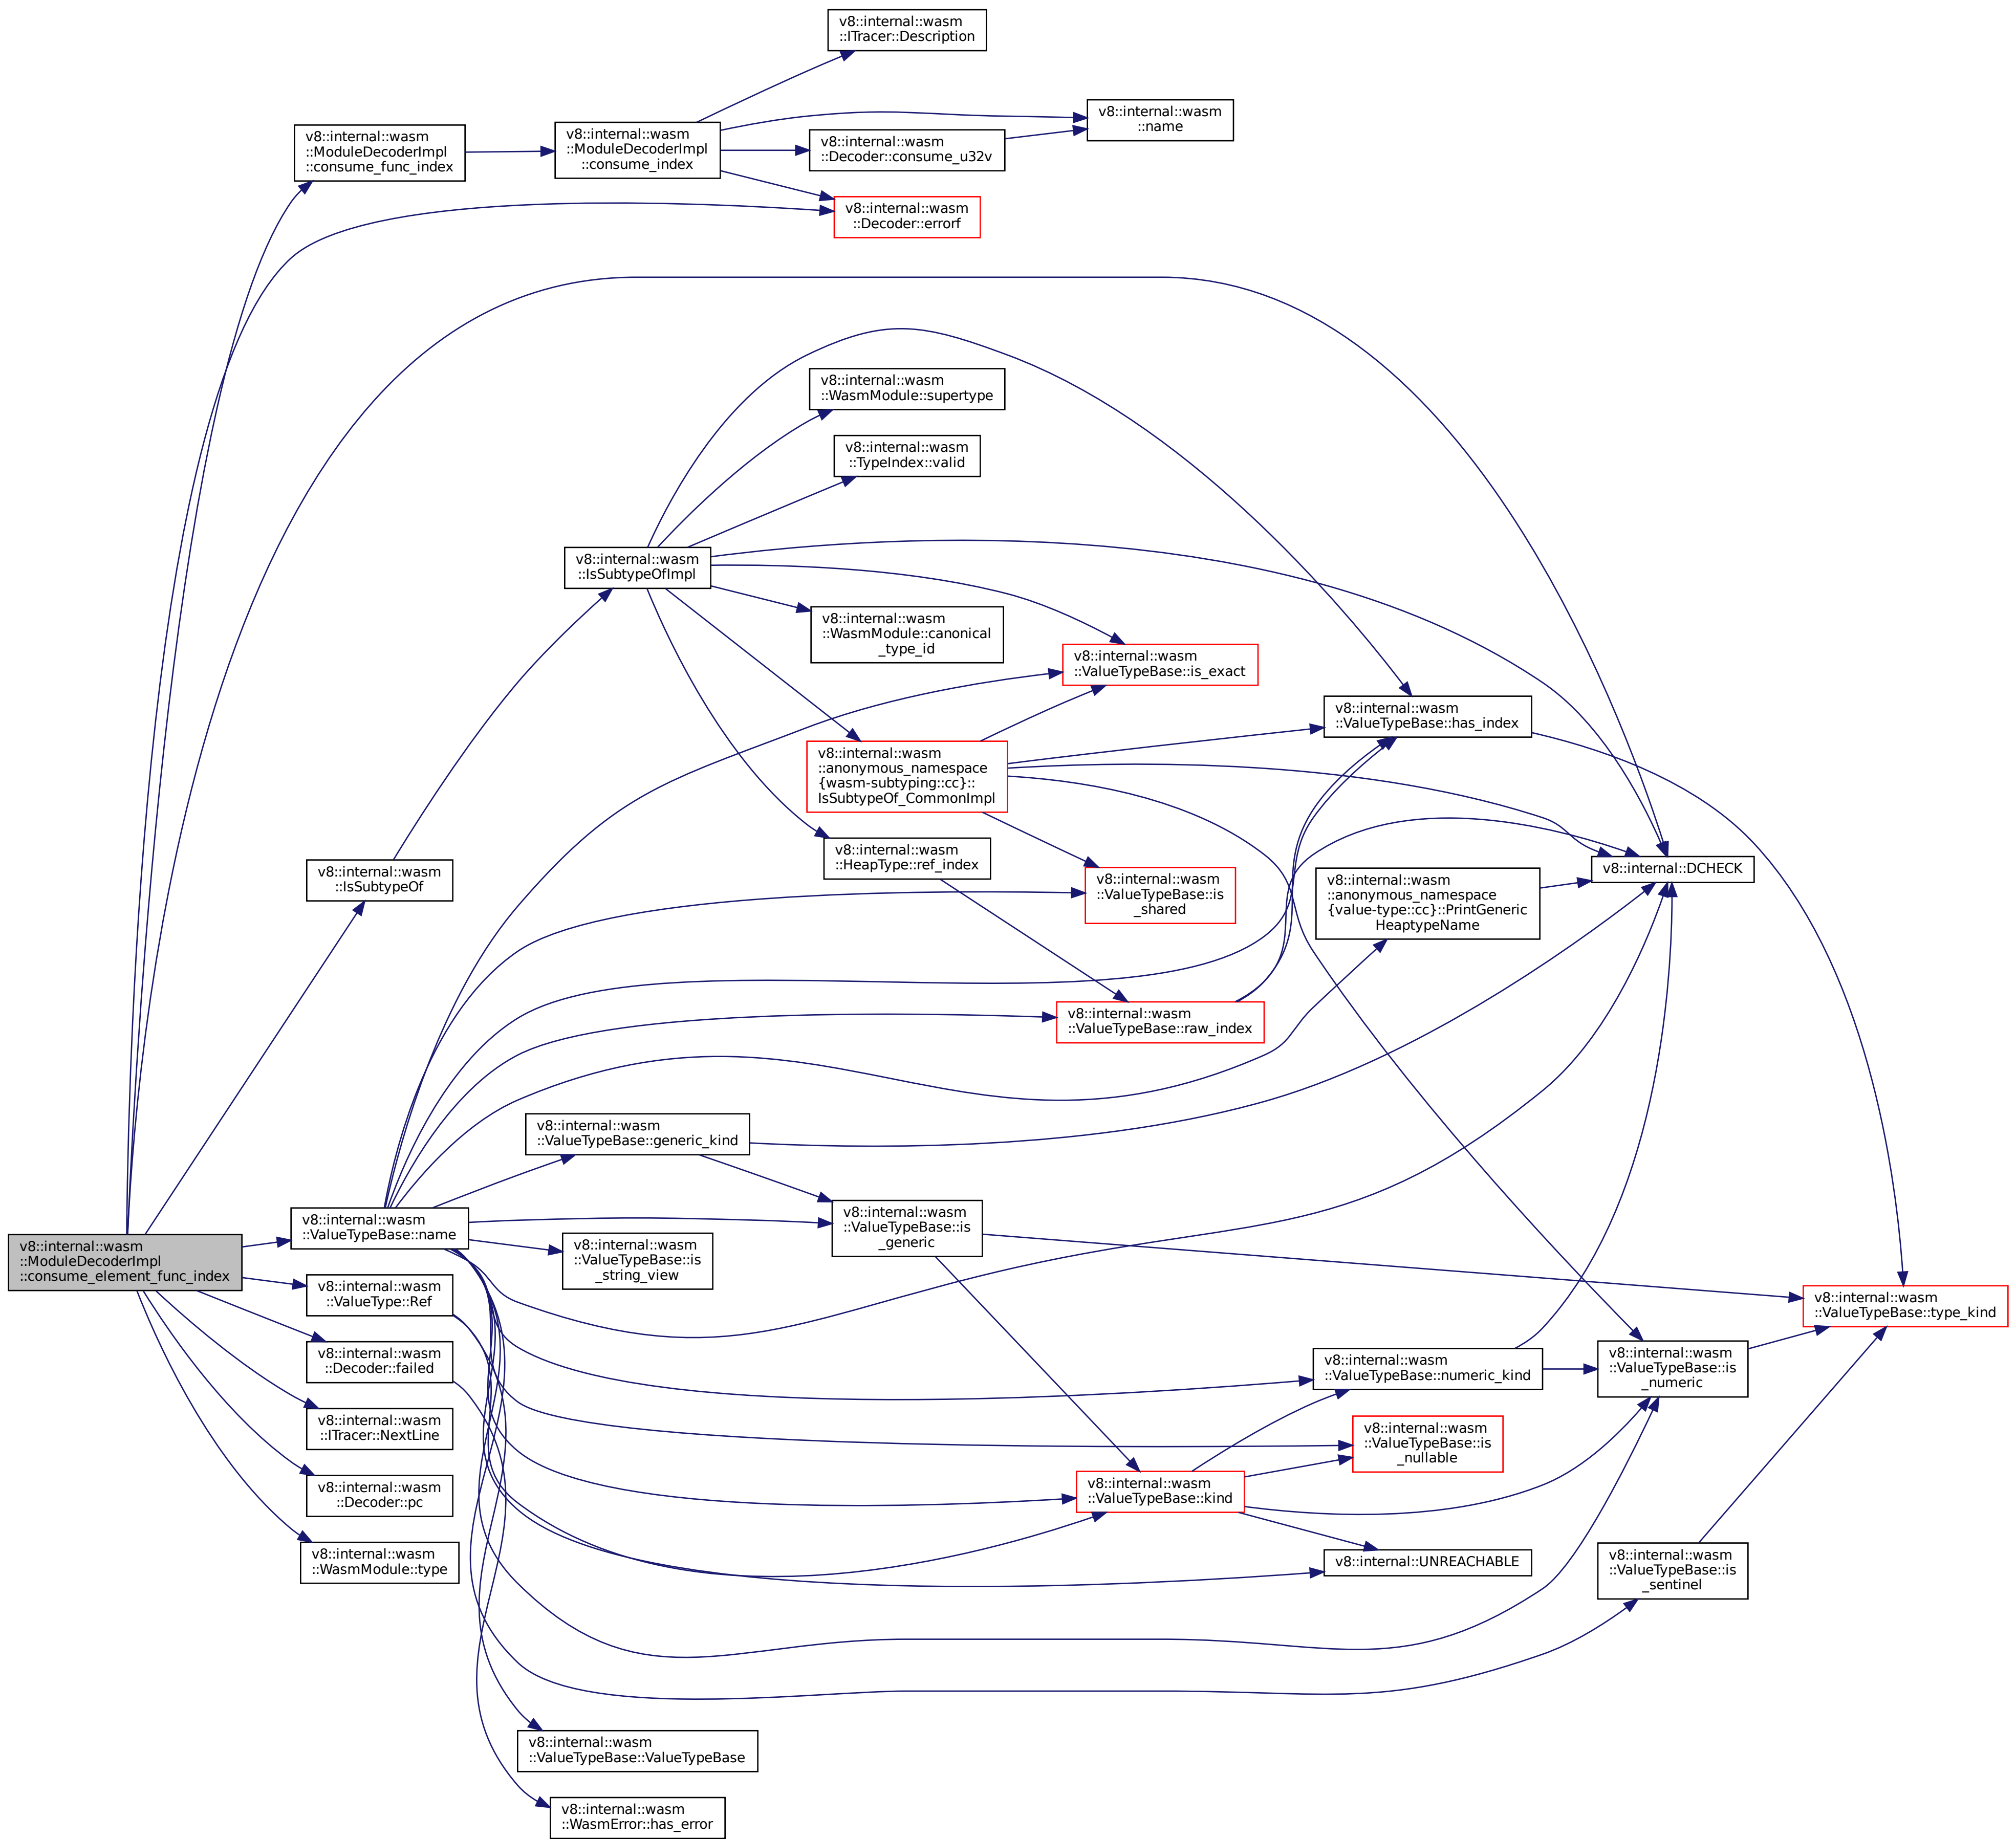 v8::internal::wasm
::ITracer::Description
v8::internal::wasm
::name
v8::internal::wasm
::ModuleDecoderImpl
::consume_func_index
v8::internal::wasm
::ModuleDecoderImpl
::consume_index
v8::internal::wasm
::Decoder::consume_u32v
v8::internal::wasm
::Decoder::errorf
v8::internal::wasm
::WasmModule::supertype
v8::internal::wasm
::TypeIndex::valid
v8::internal::wasm
::IsSubtypeOfImpl
v8::internal::wasm
::WasmModule::canonical
_type_id
v8::internal::wasm
::ValueTypeBase::is_exact
v8::internal::wasm
::ValueTypeBase::has_index
v8::internal::wasm
::anonymous_namespace
{wasm-subtyping::cc}::
IsSubtypeOf_CommonImpl
v8::internal::wasm
::HeapType::ref_index
v8::internal::DCHECK
v8::internal::wasm
::IsSubtypeOf
v8::internal::wasm
::ValueTypeBase::is
_shared
v8::internal::wasm
::anonymous_namespace
{value-type::cc}::PrintGeneric
HeaptypeName
v8::internal::wasm
::ValueTypeBase::raw_index
v8::internal::wasm
::ValueTypeBase::generic_kind
v8::internal::wasm
::ValueTypeBase::name
v8::internal::wasm
::ValueTypeBase::is
_generic
v8::internal::wasm
::ModuleDecoderImpl
::consume_element_func_index
v8::internal::wasm
::ValueTypeBase::is
_string_view
v8::internal::wasm
::ValueType::Ref
v8::internal::wasm
::ValueTypeBase::type_kind
v8::internal::wasm
::Decoder::failed
v8::internal::wasm
::ValueTypeBase::numeric_kind
v8::internal::wasm
::ValueTypeBase::is
_numeric
v8::internal::wasm
::ITracer::NextLine
v8::internal::wasm
::ValueTypeBase::is
_nullable
v8::internal::wasm
::Decoder::pc
v8::internal::wasm
::ValueTypeBase::kind
v8::internal::wasm
::WasmModule::type
v8::internal::UNREACHABLE
v8::internal::wasm
::ValueTypeBase::is
_sentinel
v8::internal::wasm
::ValueTypeBase::ValueTypeBase
v8::internal::wasm
::WasmError::has_error